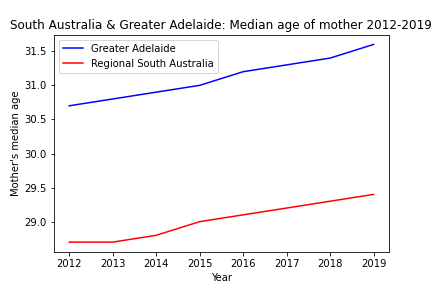 South Australia & Greater Adelaide: Median age of mother 2012-2019
Greater Adelaide
Regional South Australia
Mother's median age
31.5
31.0
30.5
30.0
29.5
29.0
2012 2013 2014 2015 2016 2017 2018 2019
Year